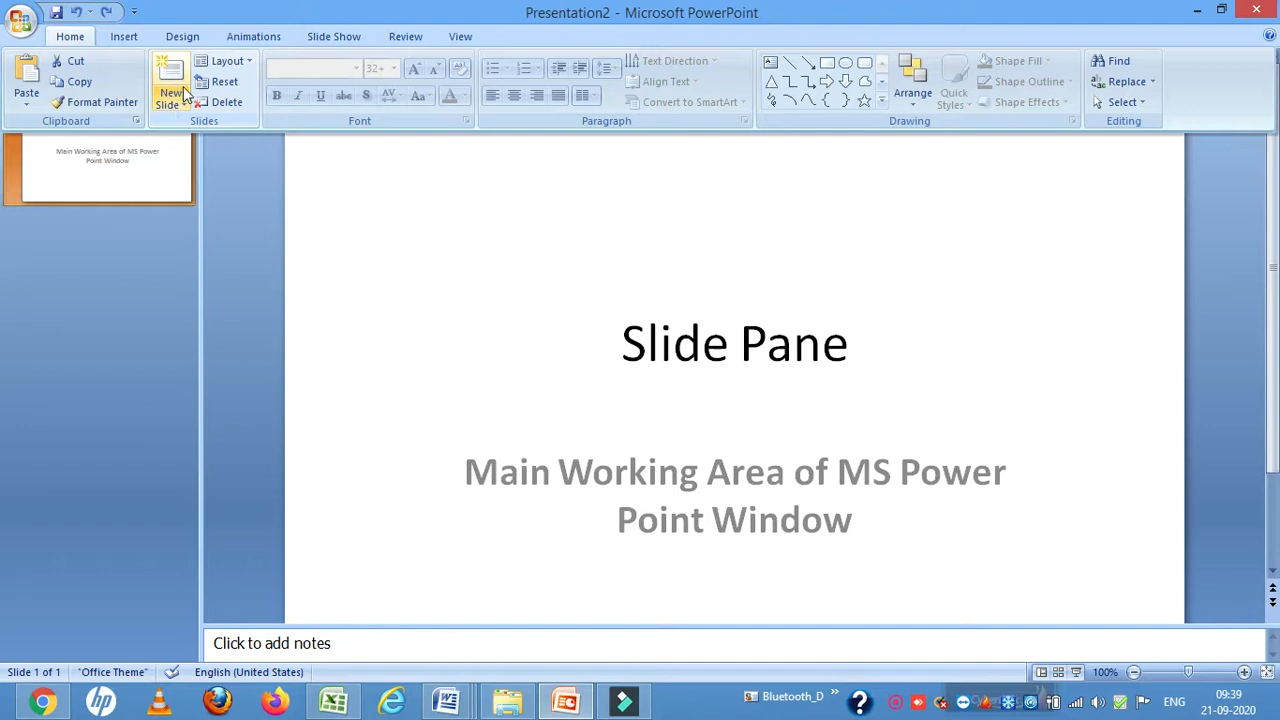 Presentation2 - Microsoft PowerPoint
Home Insert Design Animations Slide Show Review View
Paste
Cut
Copy
Format Painter
Clipboard
New
Slide
Layout
Reset
Delete
Slides
32+
B I U abc S AV Aa A
Font
Text Direction
Align Text
Convert to SmartArt
Paragraph
Arrange
Quick
Styles
Shape Fill
Shape Outline
Shape Effects
Drawing
Find
Replace
Select
Editing
Main Working Area of MS Power
Point Window
Slide Pane
Main Working Area of MS Power
Point Window
Click to add notes
Slide 1 of 1 "Office Theme" English (United States) 100%
Bluetooth_D
ENG
09:39
21-09-2020